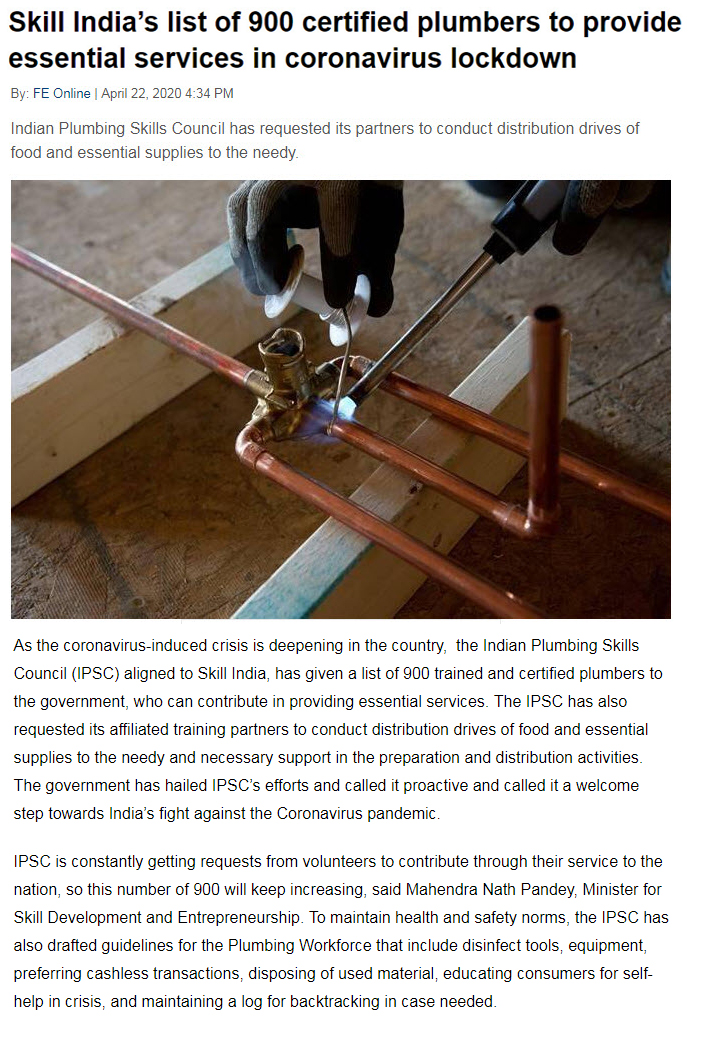 Skill India’s list of 900 certified plumbers to provide
essential services in coronavirus lockdown
By: FE Online | April 22, 2020 4:34 PM
Indian Plumbing Skills Council has requested its partners to conduct distribution drives of
food and essential supplies to the needy.
As the coronavirus-induced crisis is deepening in the country,  the Indian Plumbing Skills
Council (IPSC) aligned to Skill India, has given a list of 900 trained and certified plumbers to
the government, who can contribute in providing essential services. The IPSC has also
requested its affiliated training partners to conduct distribution drives of food and essential
supplies to the needy and necessary support in the preparation and distribution activities.
The government has hailed IPSC’s efforts and called it proactive and called it a welcome
step towards India’s fight against the Coronavirus pandemic.
IPSC is constantly getting requests from volunteers to contribute through their service to the
nation, so this number of 900 will keep increasing, said Mahendra Nath Pandey, Minister for
Skill Development and Entrepreneurship. To maintain health and safety norms, the IPSC has
also drafted guidelines for the Plumbing Workforce that include disinfect tools, equipment,
preferring cashless transactions, disposing of used material, educating consumers for self-
help in crisis, and maintaining a log for backtracking in case needed.